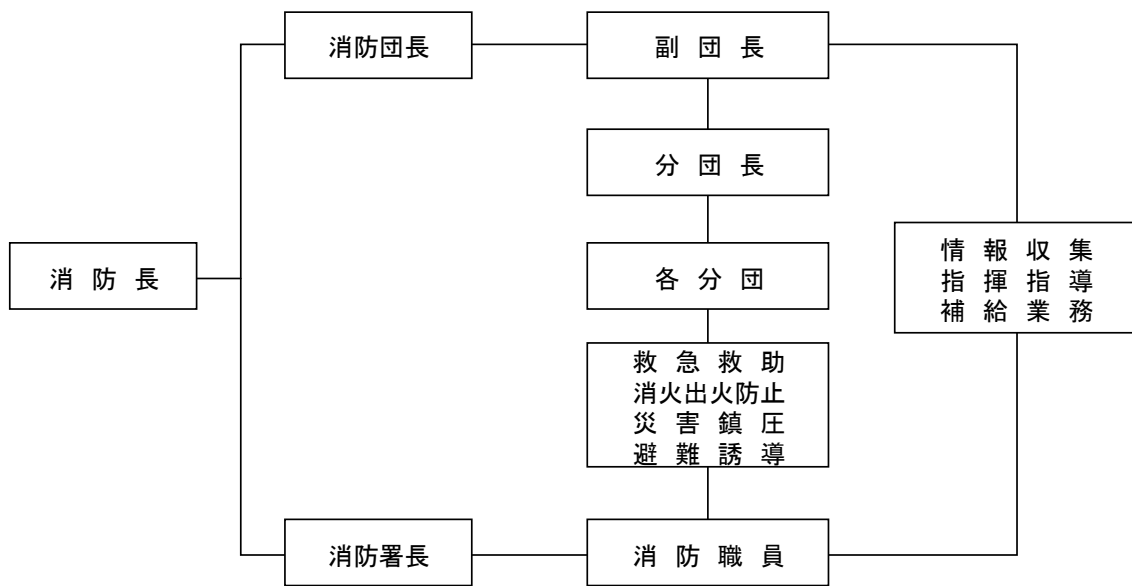 消防団長
副団長
分団長
消防長
各分団
情報収集
指揮指導
補給業務
救急救助
消火出火防止
災害鎮圧
避難誘導
消防署長
消防職員